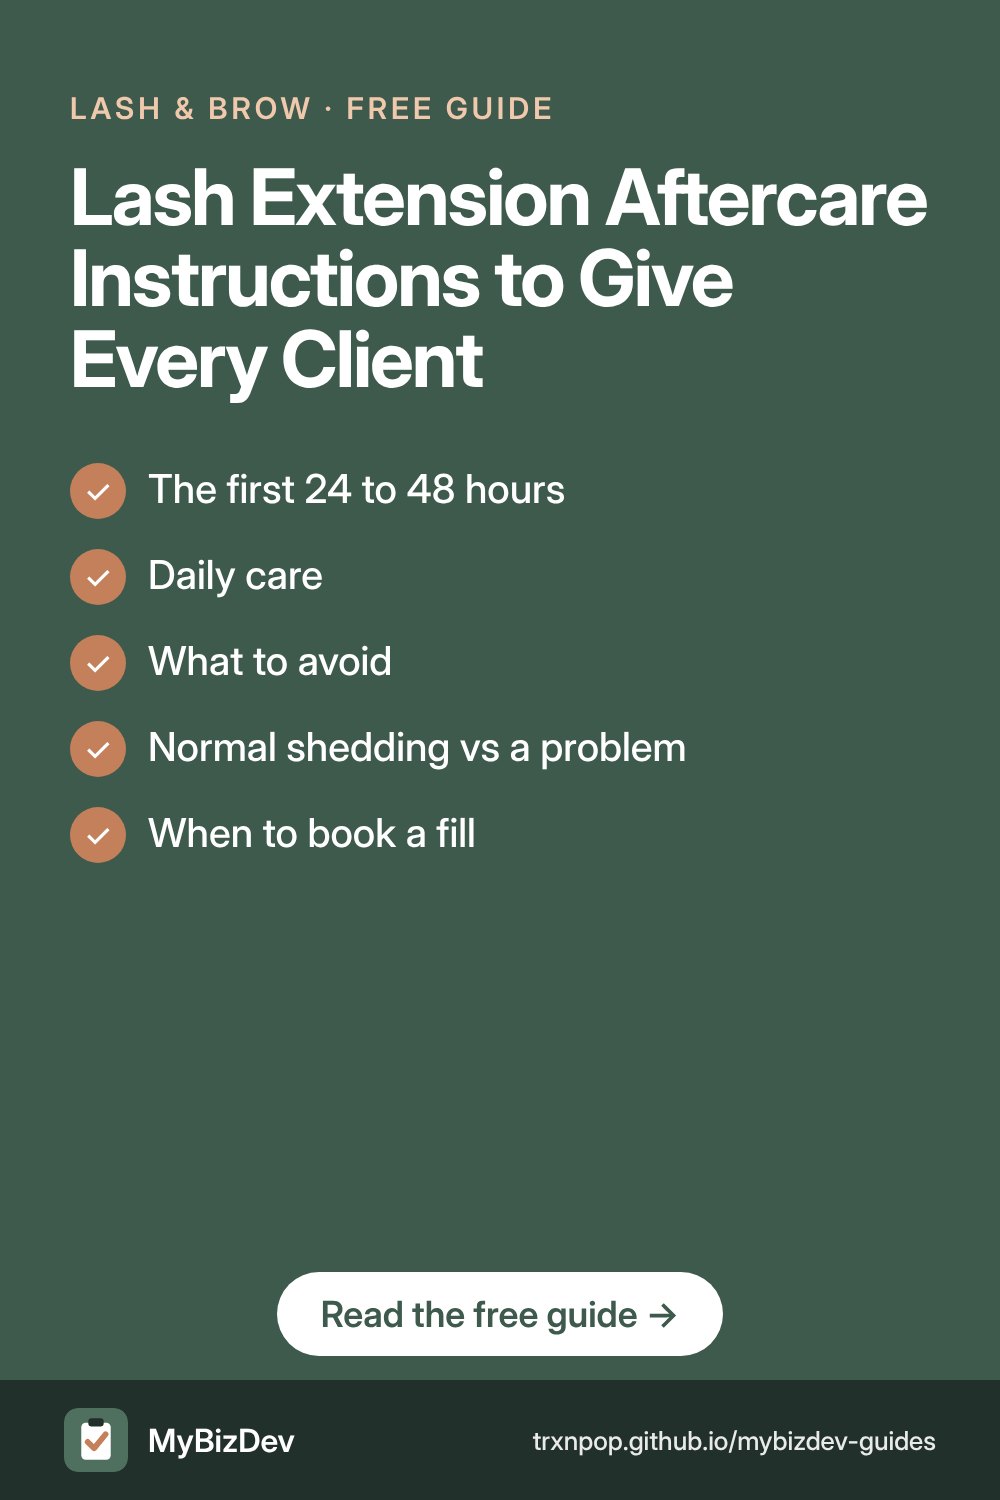 LASH & BROW · FREE GUIDE
Lash Extension Aftercare
Instructions to Give
Every Client
The first 24 to 48 hours
Daily care
What to avoid
Normal shedding vs a problem
When to book a fill
Read the free guide →
MyBizDev
trxnpop.github.io/mybizdev-guides